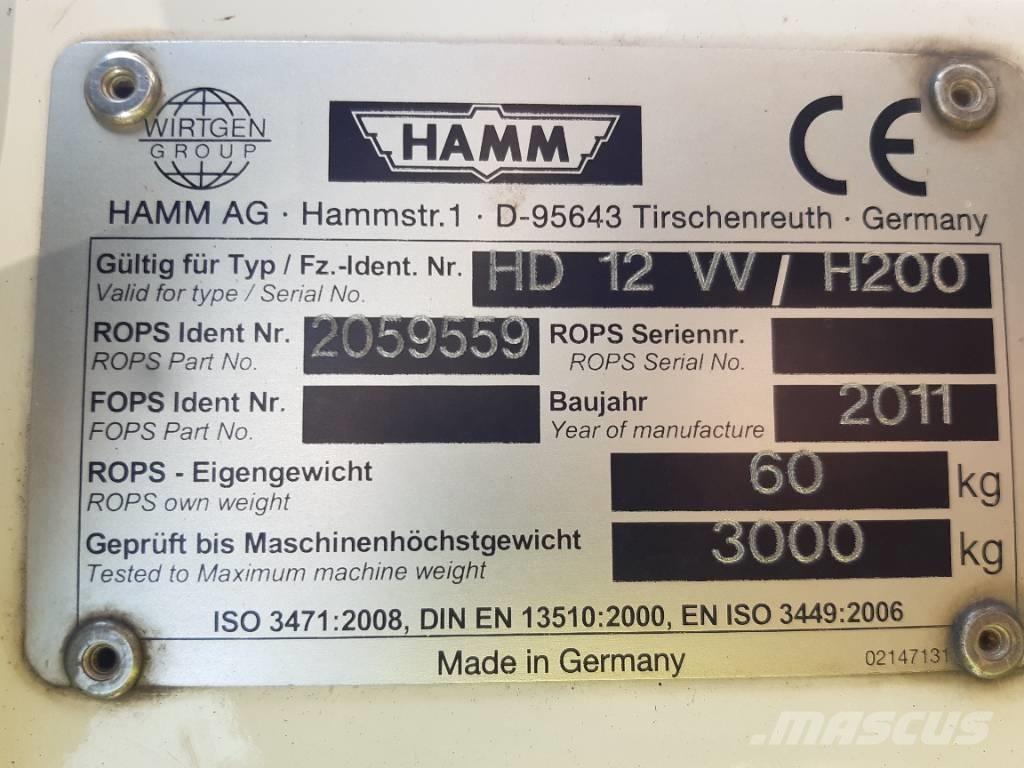 WIRTGEN
GROUP
HAMM
CE
HAMM AG · Hammstr.1 · D-95643 Tirschenreuth · Germany
Gültig für Typ / Fz.-Ident. Nr. HD 12 VV / H200
Valid for type / Serial No.
ROPS Ident Nr. 2059559 ROPS Seriennr.
ROPS Part No. ROPS Serial No.
FOPS Ident Nr. Baujahr 2011
FOPS Part No. Year of manufacture
ROPS - Eigengewicht 60 kg
ROPS own weight
Geprüft bis Maschinenhöchstgewicht 3000 kg
Tested to Maximum machine weight
ISO 3471:2008, DIN EN 13510:2000, EN ISO 3449:2006
Made in Germany 02147131
MASCUS